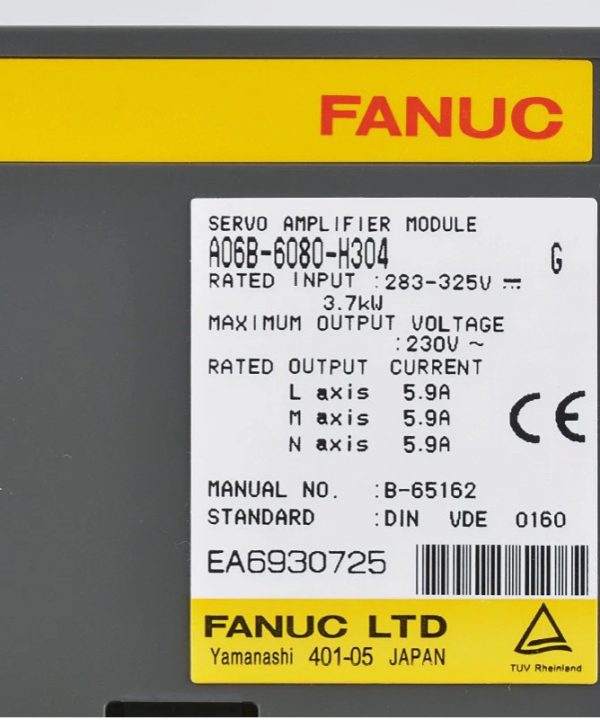 FANUC
SERVO AMPLIFIER MODULE
A06B-6080-H304 G
RATED INPUT :283-325V ⎓
3.7kW
MAXIMUM OUTPUT VOLTAGE
:230V ~
RATED OUTPUT CURRENT
L axis 5.9A
M axis 5.9A
N axis 5.9A
CE
MANUAL NO. :B-65162
STANDARD :DIN VDE 0160
EA6930725
FANUC LTD
Yamanashi 401-05 JAPAN
TUV Rheinland